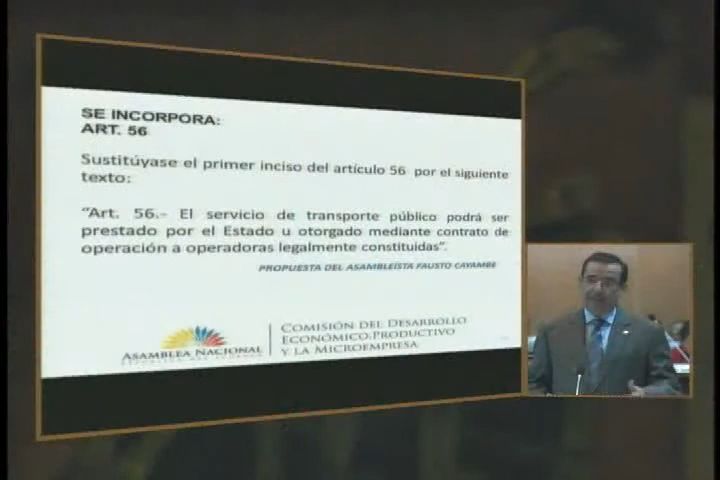 SE INCORPORA:
ART. 56
Sustitúyase el primer inciso del artículo 56 por el siguiente
texto:
"Art. 56.- El servicio de transporte público podrá ser
prestado por el Estado u otorgado mediante contrato de
operación a operadoras legalmente constituidas".
PROPUESTA DEL ASAMBLEÍSTA FAUSTO CAYAMBE
ASAMBLEA NACIONAL
COMISIÓN DEL DESARROLLO
ECONÓMICO, PRODUCTIVO
Y LA MICROEMPRESA